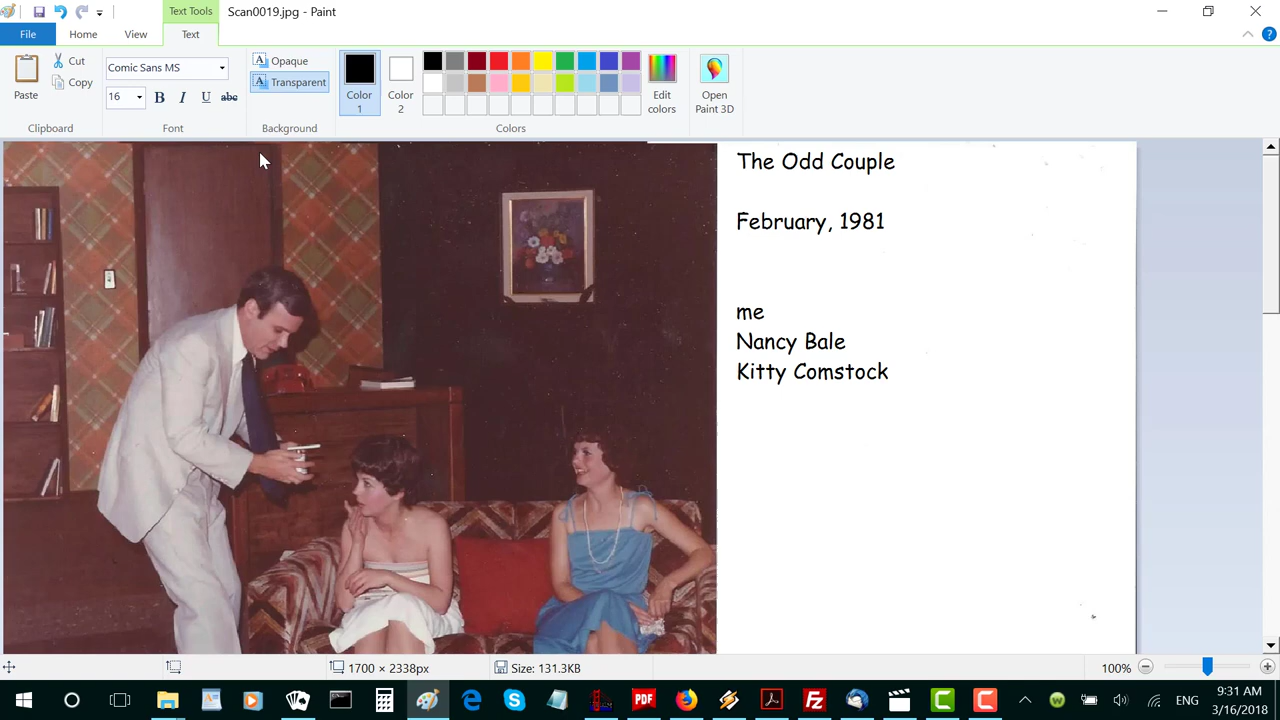 Text Tools
Scan0019.jpg - Paint
File
Home
View
Text
Paste
Cut
Copy
Clipboard
Comic Sans MS
16
B I U abc
Font
Opaque
Transparent
Background
Color 1
Color 2
Edit colors
Colors
Open Paint 3D
The Odd Couple
February, 1981
me
Nancy Bale
Kitty Comstock
1700 × 2338px
Size: 131.3KB
100%
PDF
Fz
C
C
W
ENG
9:31 AM
3/16/2018